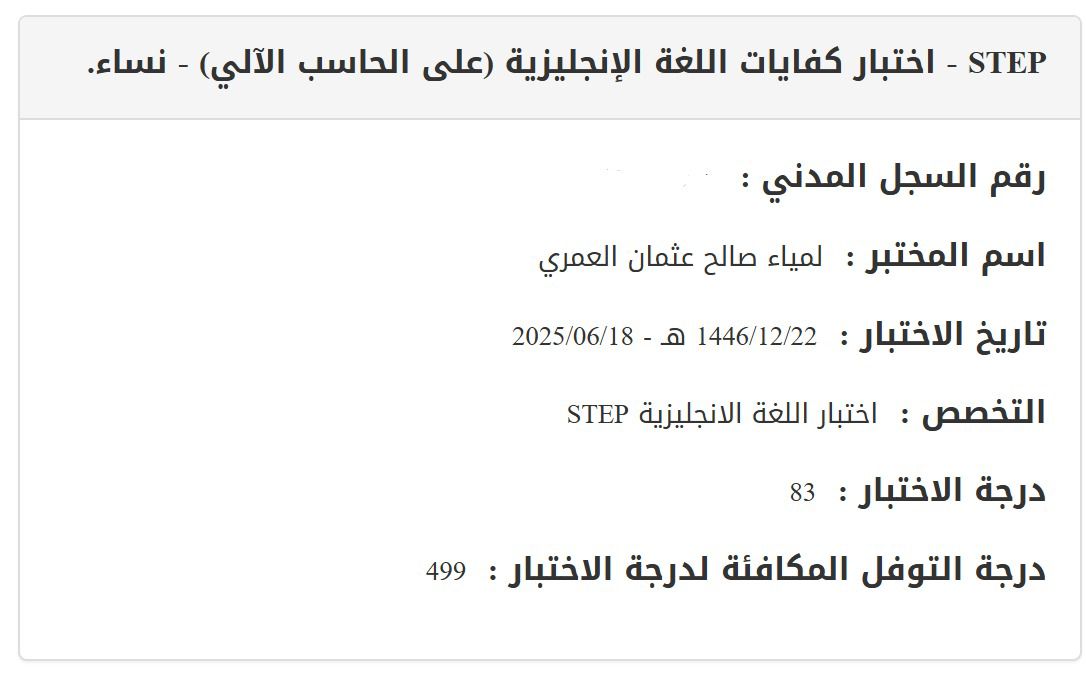 STEP - اختبار كفايات اللغة الإنجليزية (على الحاسب الآلي) - نساء.
رقم السجل المدني :
اسم المختبر : لمياء صالح عثمان العمري
تاريخ الاختبار : 1446/12/22 هـ - 2025/06/18
التخصص : اختبار اللغة الانجليزية STEP
درجة الاختبار : 83
درجة التوفل المكافئة لدرجة الاختبار : 499